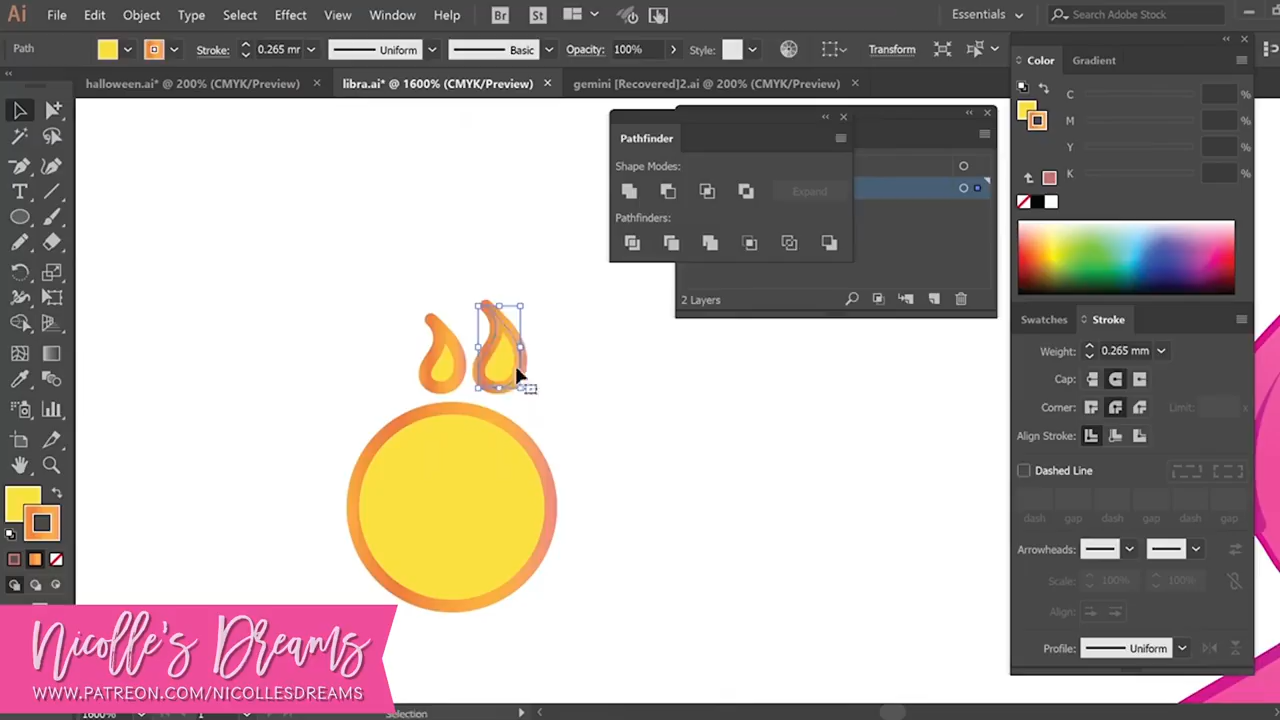 Ai File Edit Object Type Select Effect View Window Help Br St Essentials Search Adobe Stock
Path Stroke: 0.265 mr Uniform Basic Opacity: 100% Style: Transform
halloween.ai* @ 200% (CMYK/Preview) × libra.ai* @ 1600% (CMYK/Preview) × gemini [Recovered]2.ai @ 200% (CMYK/Preview) ×
Color Gradient
C %
M %
Y %
K %
Pathfinder
Shape Modes:
Expand
Pathfinders:
2 Layers
Swatches Stroke
Weight: 0.265 mm
Cap:
Corner: Limit: x
Align Stroke:
Dashed Line
dash gap dash gap dash gap
Arrowheads:
Scale: 100% 100%
Align:
Profile: Uniform
Nicolle's Dreams
WWW.PATREON.COM/NICOLLESDREAMS
1600% 1 Selection